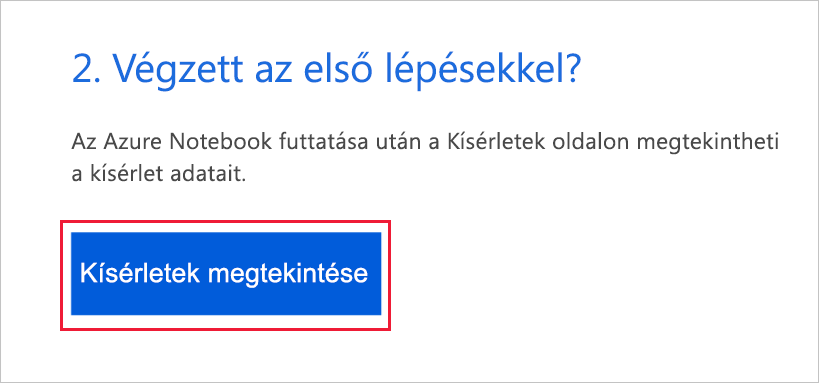 2. Végzett az első lépésekkel?
Az Azure Notebook futtatása után a Kísérletek oldalon megtekintheti
a kísérlet adatait.
Kísérletek megtekintése